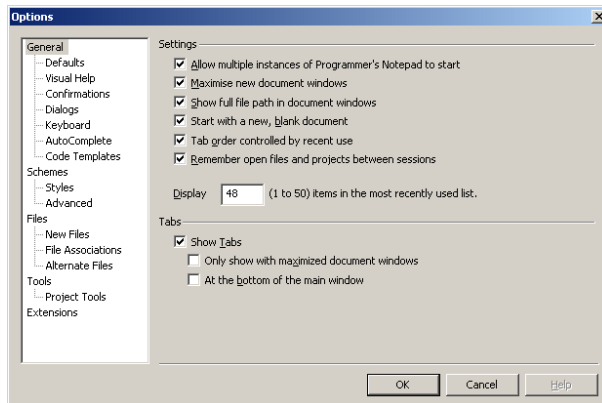 Options
General
Defaults
Visual Help
Confirmations
Dialogs
Keyboard
AutoComplete
Code Templates
Schemes
Styles
Advanced
Files
New Files
File Associations
Alternate Files
Tools
Project Tools
Extensions
Settings
Allow multiple instances of Programmer's Notepad to start
Maximise new document windows
Show full file path in document windows
Start with a new, blank document
Tab order controlled by recent use
Remember open files and projects between sessions
Display 48 (1 to 50) items in the most recently used list.
Tabs
Show Tabs
Only show with maximized document windows
At the bottom of the main window
OK Cancel Help